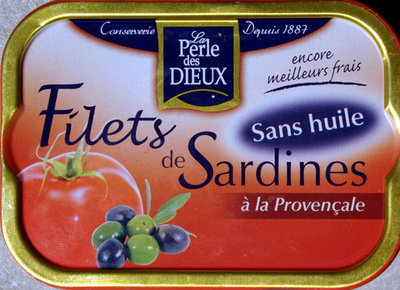 Conserverie Depuis 1887
La
Perle
des
DIEUX
encore
meilleurs frais
Filets
Sans huile
de Sardines
à la Provençale